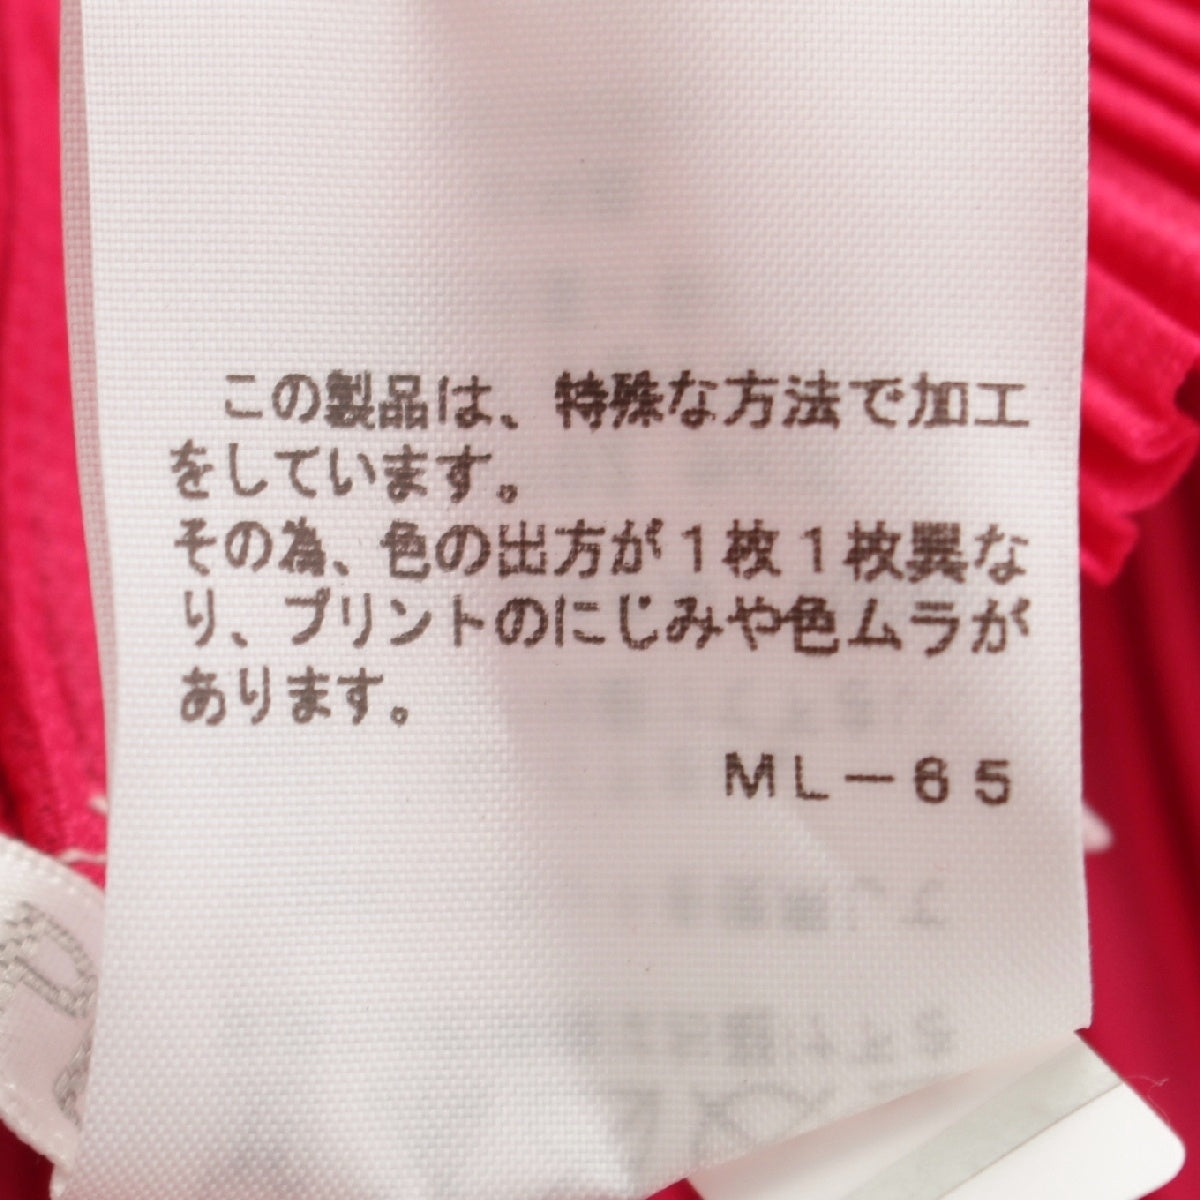 この製品は、特殊な方法で加工
をしています。
その為、色の出方が1枚1枚異な
り、プリントのにじみや色ムラが
あります。
ML－65